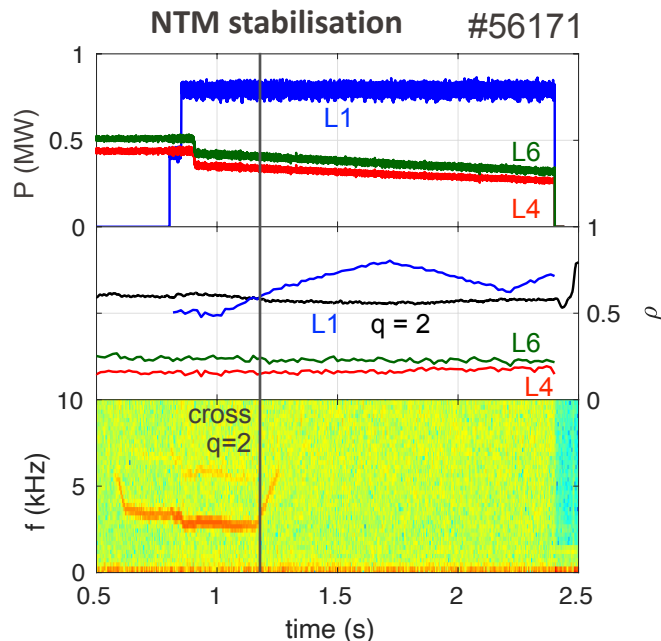 NTM stabilisation #56171
1
P (MW)
0.5
0
L1
L6
L4
1
0.5
0
ρ
L1
q = 2
L6
L4
10
f (kHz)
5
0
cross
q=2
0.5 1 1.5 2 2.5
time (s)